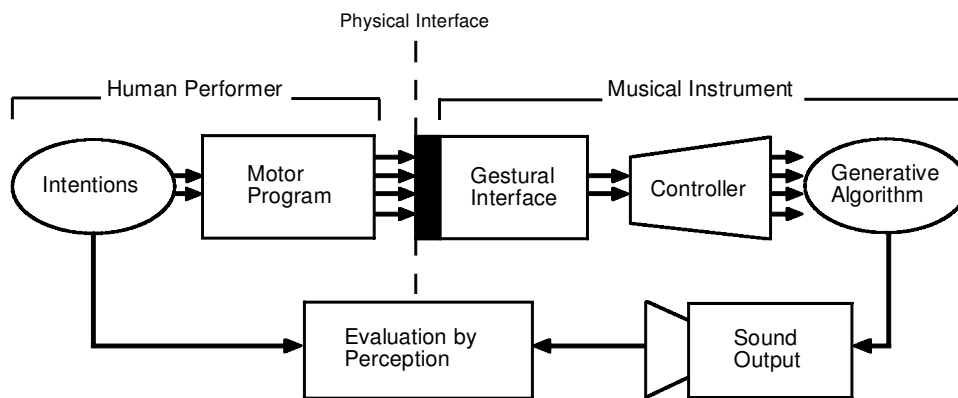 Physical Interface
Human Performer
Musical Instrument
Intentions
Motor
Program
Gestural
Interface
Controller
Generative
Algorithm
Evaluation by
Perception
Sound
Output